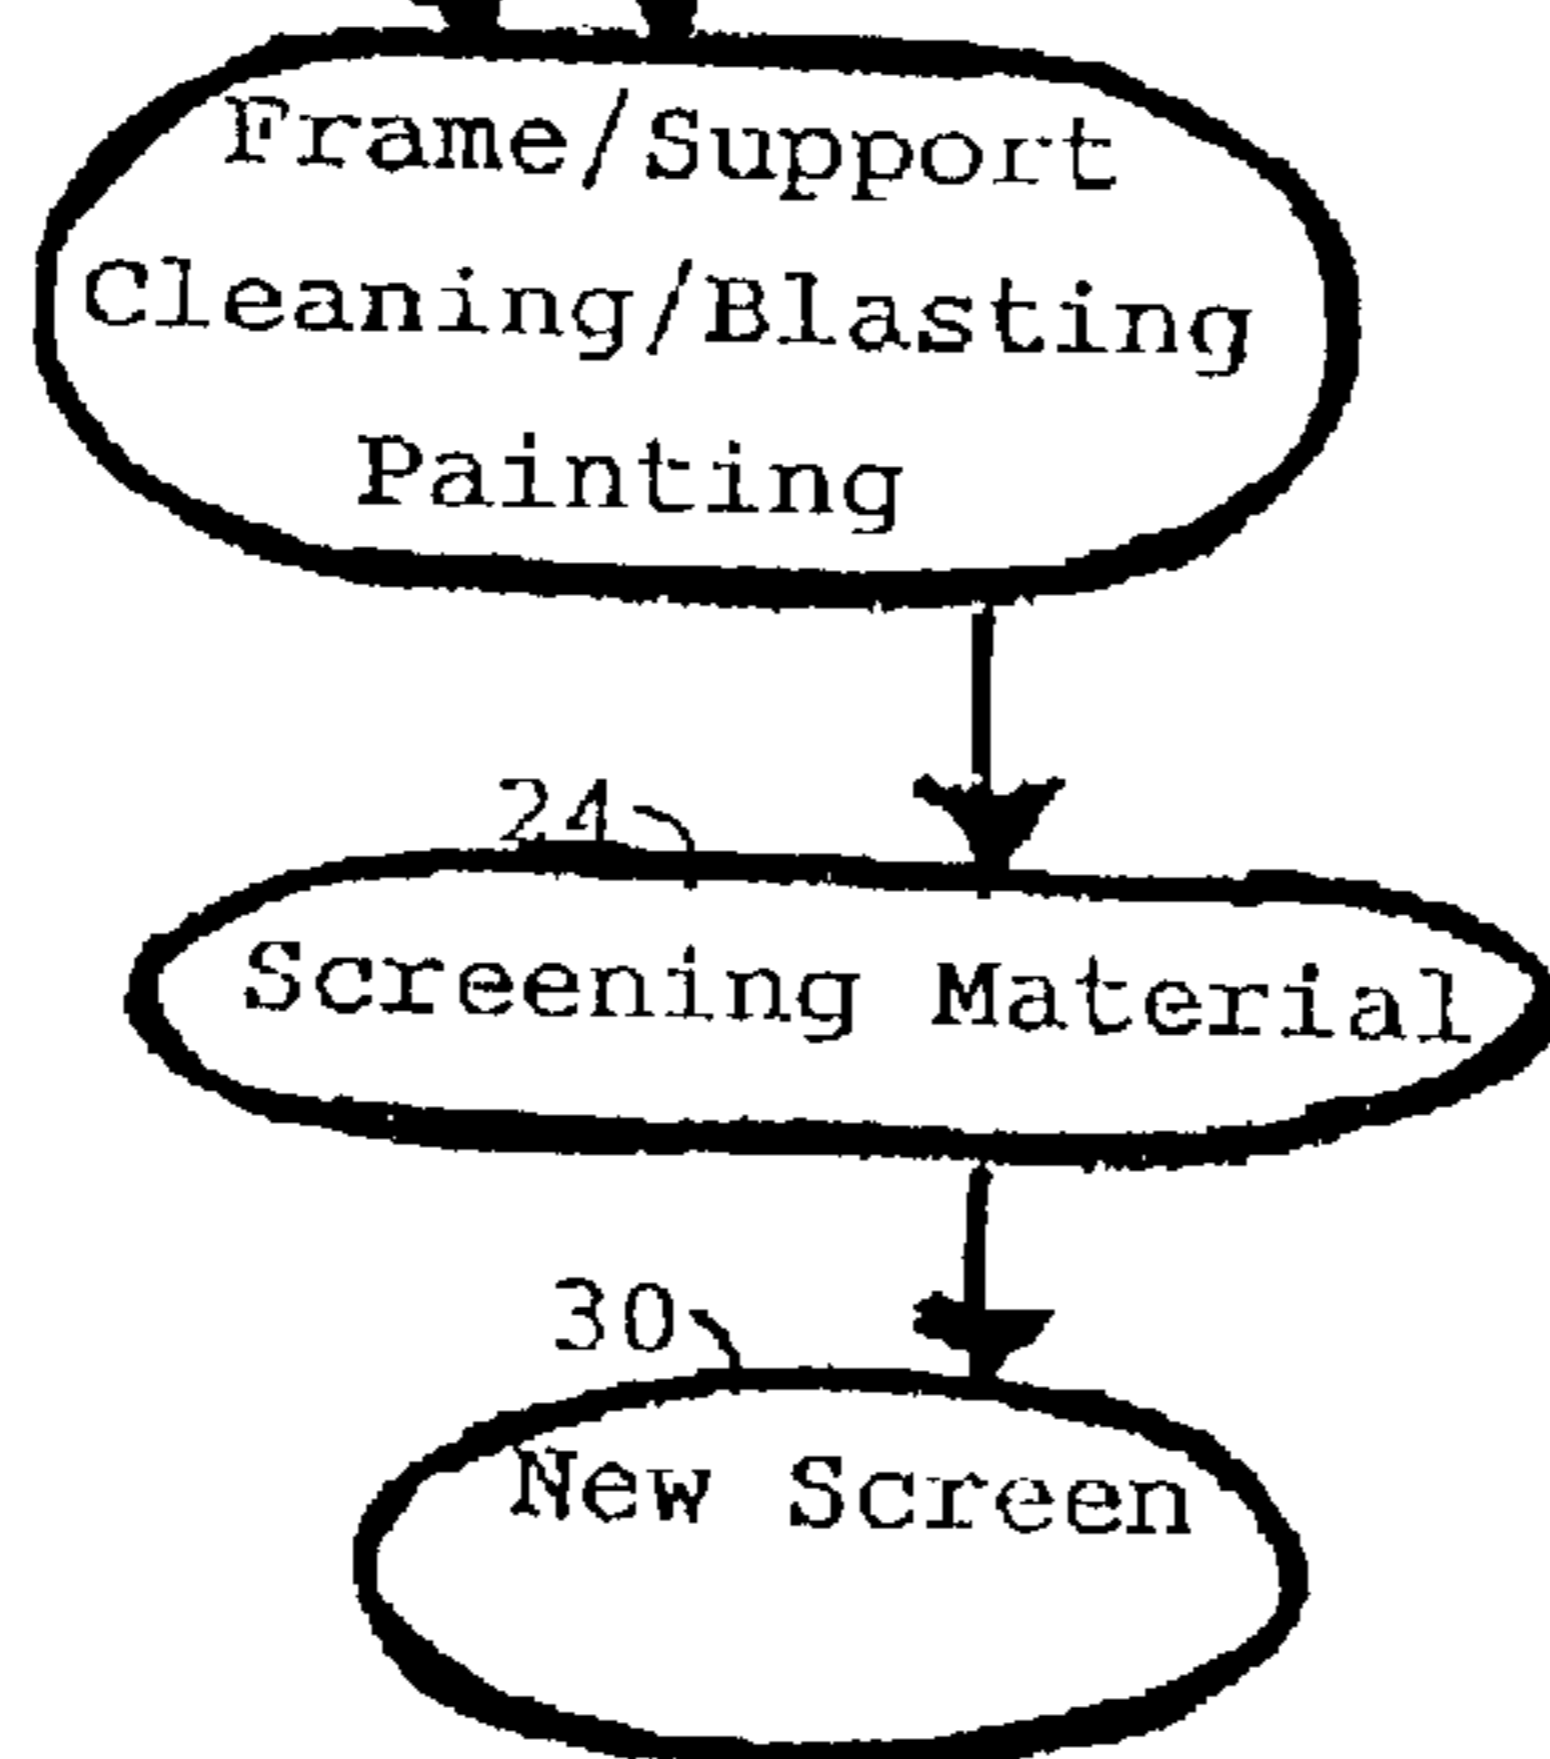 Frame/Support
Cleaning/Blasting
Painting
24
Screening Material
30
New Screen